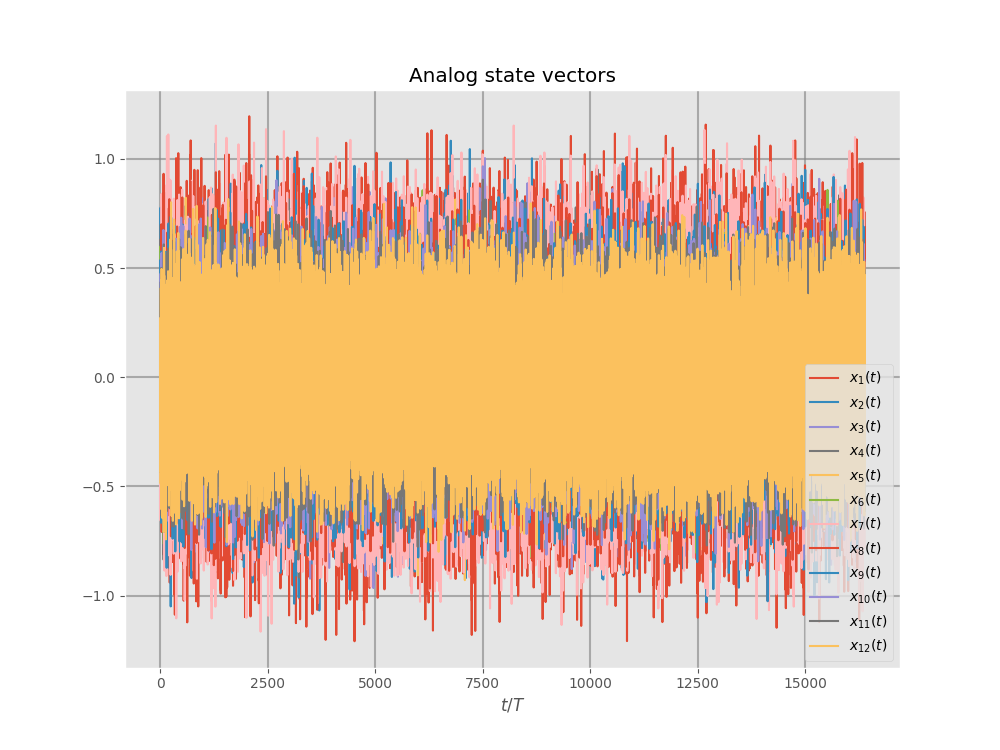 Analog state vectors
1.0
0.5
0.0
−0.5
−1.0
0 2500 5000 7500 10000 12500 15000
t/T
x₁(t)
x₂(t)
x₃(t)
x₄(t)
x₅(t)
x₆(t)
x₇(t)
x₈(t)
x₉(t)
x₁₀(t)
x₁₁(t)
x₁₂(t)